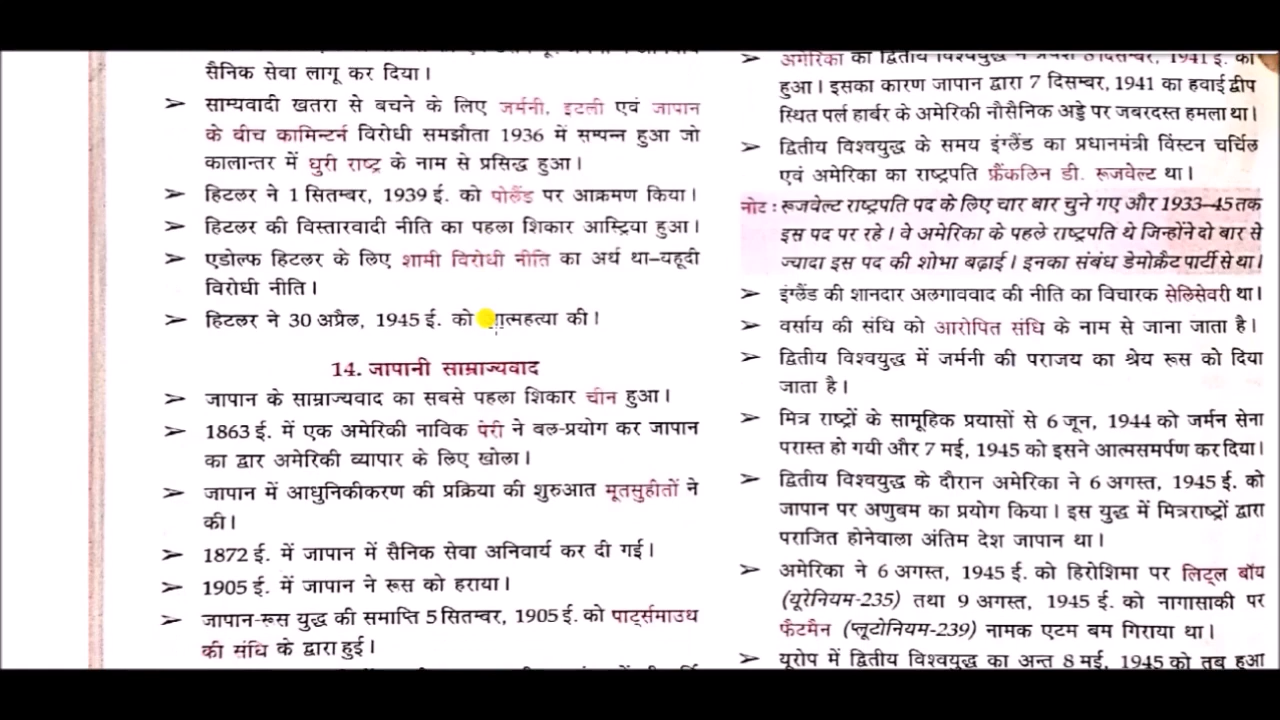 सैनिक सेवा लागू कर दिया।
➢ साम्यवादी खतरा से बचने के लिए जर्मनी, इटली एवं जापान
के बीच कामिन्टर्न विरोधी समझौता 1936 में सम्पन्न हुआ जो
कालान्तर में धुरी राष्ट्र के नाम से प्रसिद्ध हुआ।
➢ हिटलर ने 1 सितम्बर, 1939 ई. को पोलैंड पर आक्रमण किया।
➢ हिटलर की विस्तारवादी नीति का पहला शिकार आस्ट्रिया हुआ।
➢ एडोल्फ हिटलर के लिए शामी विरोधी नीति का अर्थ था–यहूदी
विरोधी नीति।
➢ हिटलर ने 30 अप्रैल, 1945 ई. को आत्महत्या की।
14. जापानी साम्राज्यवाद
➢ जापान के साम्राज्यवाद का सबसे पहला शिकार चीन हुआ।
➢ 1863 ई. में एक अमेरिकी नाविक पेरी ने बल-प्रयोग कर जापान
का द्वार अमेरिकी व्यापार के लिए खोला।
➢ जापान में आधुनिकीकरण की प्रक्रिया की शुरुआत मूतसुहीतों ने
की।
➢ 1872 ई. में जापान में सैनिक सेवा अनिवार्य कर दी गई।
➢ 1905 ई. में जापान ने रूस को हराया।
➢ जापान-रूस युद्ध की समाप्ति 5 सितम्बर, 1905 ई. को पार्ट्समाउथ
की संधि के द्वारा हुई।
अमेरिका का द्वितीय विश्वयुद्ध में प्रवेश 8 दिसम्बर, 1941 ई. को
हुआ। इसका कारण जापान द्वारा 7 दिसम्बर, 1941 का हवाई द्वीप
स्थित पर्ल हार्बर के अमेरिकी नौसैनिक अड्डे पर जबरदस्त हमला था।
➢ द्वितीय विश्वयुद्ध के समय इंग्लैंड का प्रधानमंत्री विंस्टन चर्चिल
एवं अमेरिका का राष्ट्रपति फ्रैंकलिन डी. रूजवेल्ट था।
नोट : रूजवेल्ट राष्ट्रपति पद के लिए चार बार चुने गए और 1933–45 तक
इस पद पर रहे। वे अमेरिका के पहले राष्ट्रपति थे जिन्होंने दो बार से
ज्यादा इस पद की शोभा बढ़ाई। इनका संबंध डेमोक्रैट पार्टी से था।
➢ इंग्लैंड की शानदार अलगाववाद की नीति का विचारक सेलिसेवरी था।
➢ वर्साय की संधि को आरोपित संधि के नाम से जाना जाता है।
➢ द्वितीय विश्वयुद्ध में जर्मनी की पराजय का श्रेय रूस को दिया
जाता है।
➢ मित्र राष्ट्रों के सामूहिक प्रयासों से 6 जून, 1944 को जर्मन सेना
परास्त हो गयी और 7 मई, 1945 को इसने आत्मसमर्पण कर दिया।
➢ द्वितीय विश्वयुद्ध के दौरान अमेरिका ने 6 अगस्त, 1945 ई. को
जापान पर अणुबम का प्रयोग किया। इस युद्ध में मित्रराष्ट्रों द्वारा
पराजित होनेवाला अंतिम देश जापान था।
➢ अमेरिका ने 6 अगस्त, 1945 ई. को हिरोशिमा पर लिट्ल बॉय
(यूरेनियम-235) तथा 9 अगस्त, 1945 ई. को नागासाकी पर
फैटमैन (प्लूटोनियम-239) नामक एटम बम गिराया था।
➢ यूरोप में द्वितीय विश्वयुद्ध का अन्त 8 मई, 1945 को तब हुआ